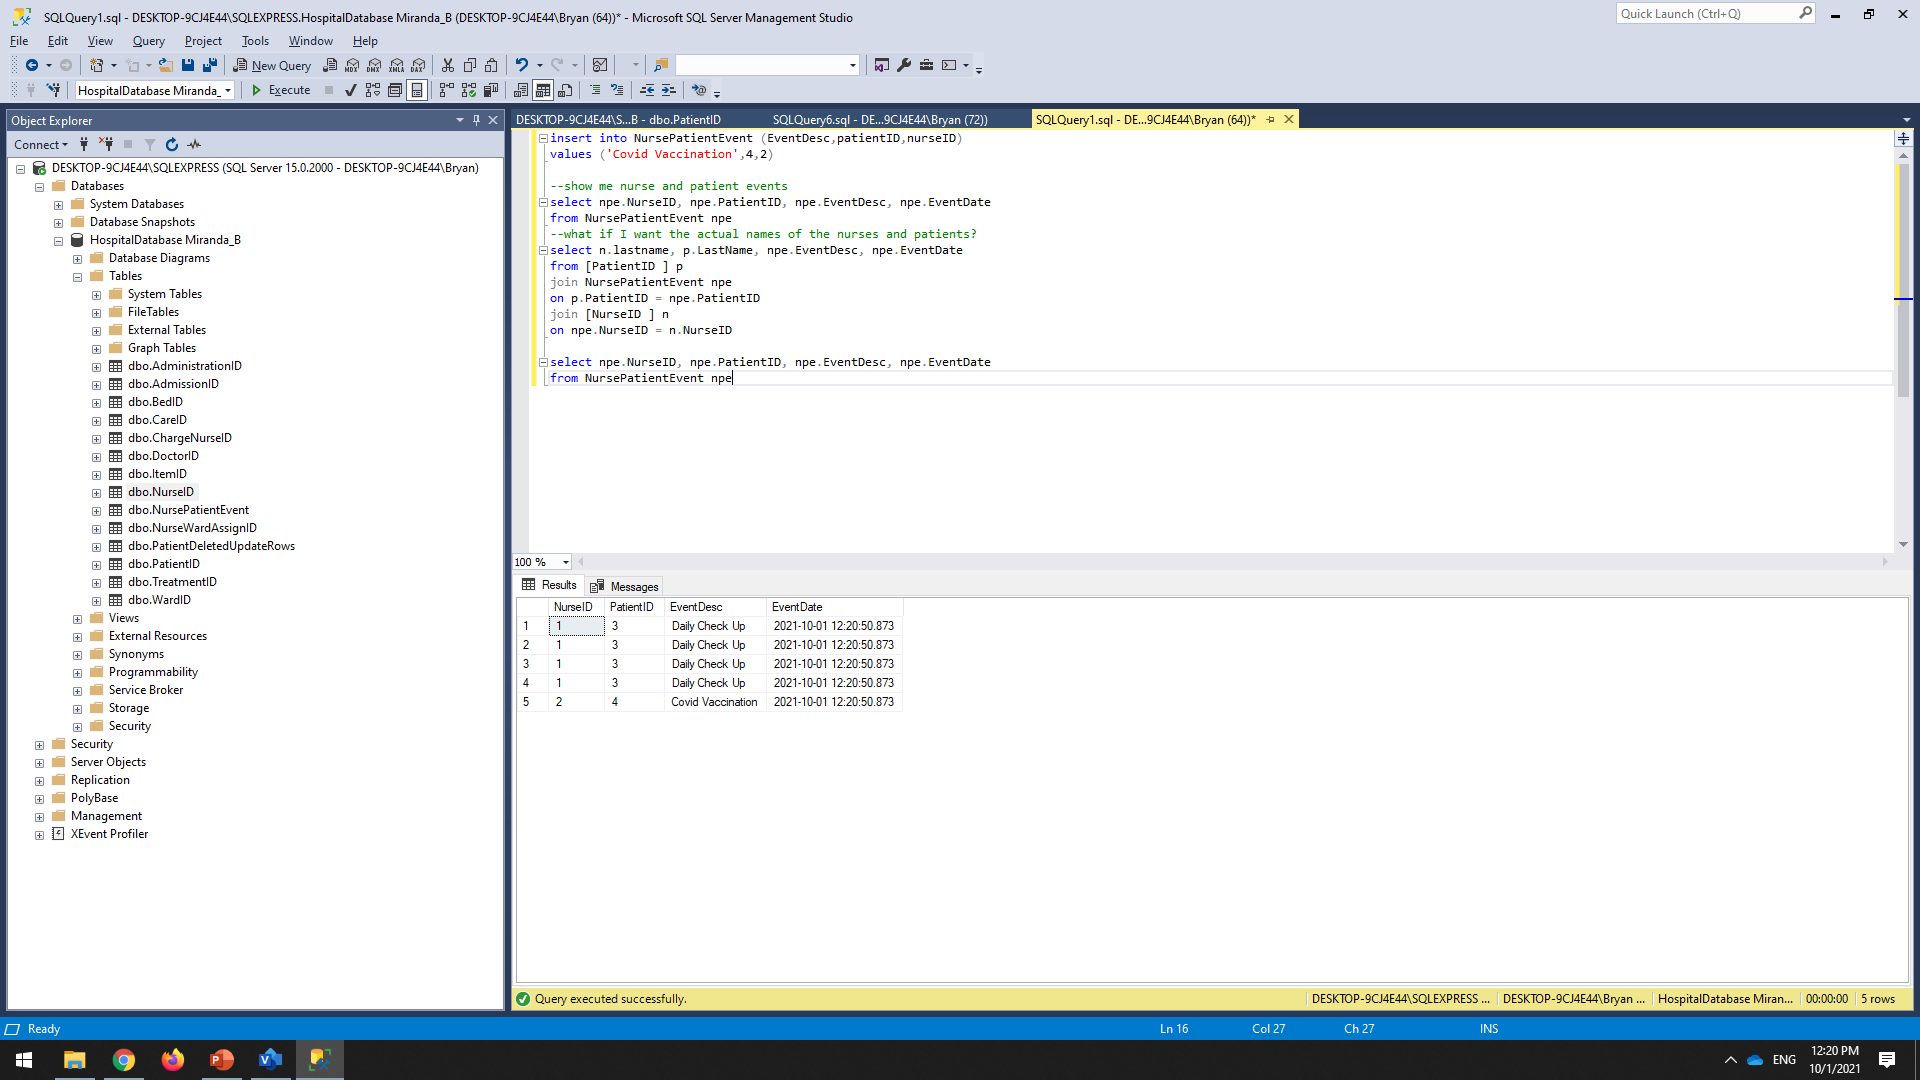 SQLQuery1.sql - DESKTOP-9CJ4E44\SQLEXPRESS.HospitalDatabase Miranda_B (DESKTOP-9CJ4E44\Bryan (64))* - Microsoft SQL Server Management Studio
Quick Launch (Ctrl+Q)
File Edit View Query Project Tools Window Help
New Query
MDX DMX XMLA DAX
HospitalDatabase Miranda_
Execute
Object Explorer
Connect
DESKTOP-9CJ4E44\SQLEXPRESS (SQL Server 15.0.2000 - DESKTOP-9CJ4E44\Bryan)
Databases
System Databases
Database Snapshots
HospitalDatabase Miranda_B
Database Diagrams
Tables
System Tables
FileTables
External Tables
Graph Tables
dbo.AdministrationID
dbo.AdmissionID
dbo.BedID
dbo.CareID
dbo.ChargeNurseID
dbo.DoctorID
dbo.ItemID
dbo.NurseID
dbo.NursePatientEvent
dbo.NurseWardAssignID
dbo.PatientDeletedUpdateRows
dbo.PatientID
dbo.TreatmentID
dbo.WardID
Views
External Resources
Synonyms
Programmability
Service Broker
Storage
Security
Security
Server Objects
Replication
PolyBase
Management
XEvent Profiler
DESKTOP-9CJ4E44\S...B - dbo.PatientID
SQLQuery6.sql - DE...9CJ4E44\Bryan (72))
SQLQuery1.sql - DE...9CJ4E44\Bryan (64))*
insert into NursePatientEvent (EventDesc,patientID,nurseID)
values ('Covid Vaccination',4,2)
--show me nurse and patient events
select npe.NurseID, npe.PatientID, npe.EventDesc, npe.EventDate
from NursePatientEvent npe
--what if I want the actual names of the nurses and patients?
select n.lastname, p.LastName, npe.EventDesc, npe.EventDate
from [PatientID ] p
join NursePatientEvent npe
on p.PatientID = npe.PatientID
join [NurseID ] n
on npe.NurseID = n.NurseID
select npe.NurseID, npe.PatientID, npe.EventDesc, npe.EventDate
from NursePatientEvent npe
100 %
Results Messages
NurseID PatientID EventDesc EventDate
1 1 3 Daily Check Up 2021-10-01 12:20:50.873
2 1 3 Daily Check Up 2021-10-01 12:20:50.873
3 1 3 Daily Check Up 2021-10-01 12:20:50.873
4 1 3 Daily Check Up 2021-10-01 12:20:50.873
5 2 4 Covid Vaccination 2021-10-01 12:20:50.873
Query executed successfully.
DESKTOP-9CJ4E44\SQLEXPRESS ... DESKTOP-9CJ4E44\Bryan ... HospitalDatabase Miran... 00:00:00 5 rows
Ready
Ln 16 Col 27 Ch 27 INS
ENG
12:20 PM
10/1/2021